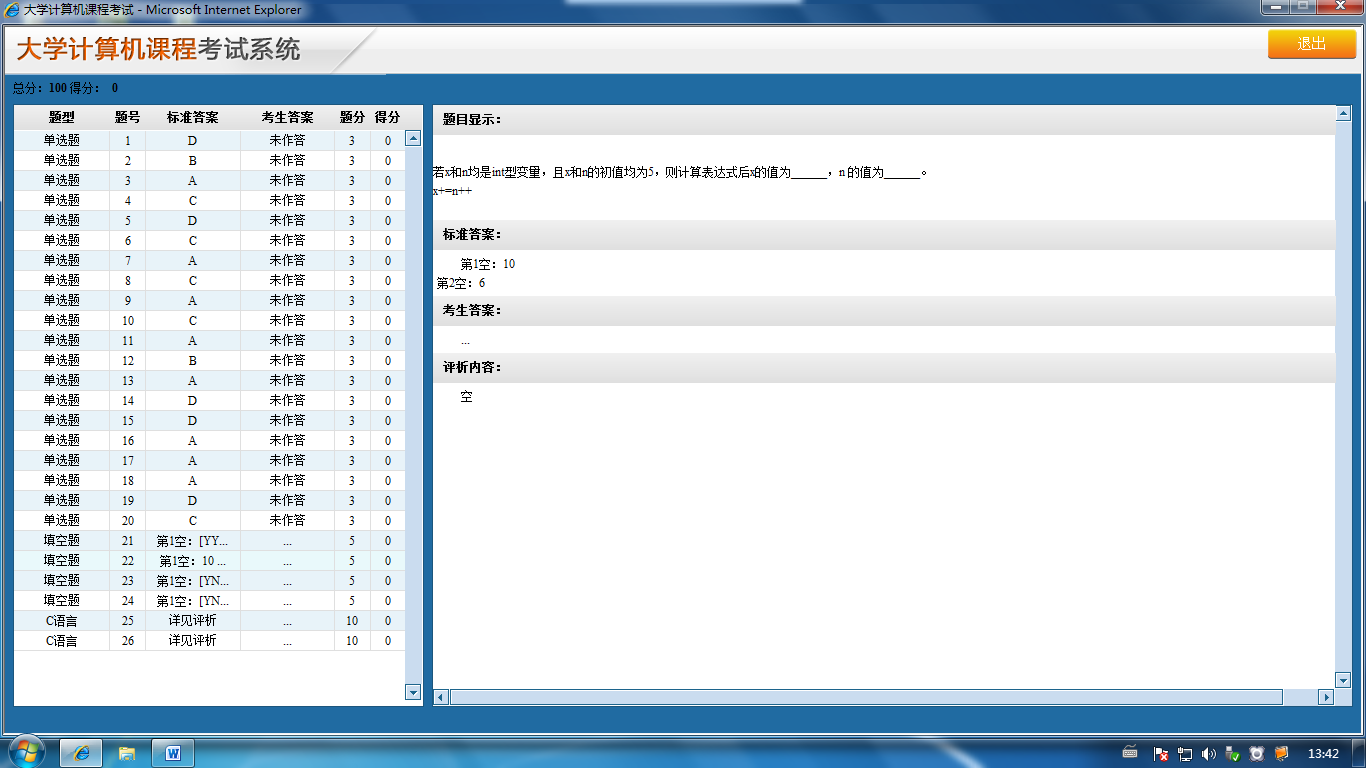 大学计算机课程考试 - Microsoft Internet Explorer
大学计算机课程考试系统
退出
总分：100 得分： 0
题型 题号 标准答案 考生答案 题分 得分
单选题 1 D 未作答 3 0
单选题 2 B 未作答 3 0
单选题 3 A 未作答 3 0
单选题 4 C 未作答 3 0
单选题 5 D 未作答 3 0
单选题 6 C 未作答 3 0
单选题 7 A 未作答 3 0
单选题 8 C 未作答 3 0
单选题 9 A 未作答 3 0
单选题 10 C 未作答 3 0
单选题 11 A 未作答 3 0
单选题 12 B 未作答 3 0
单选题 13 A 未作答 3 0
单选题 14 D 未作答 3 0
单选题 15 D 未作答 3 0
单选题 16 A 未作答 3 0
单选题 17 A 未作答 3 0
单选题 18 A 未作答 3 0
单选题 19 D 未作答 3 0
单选题 20 C 未作答 3 0
填空题 21 第1空：[YY... ... 5 0
填空题 22 第1空：10 ... ... 5 0
填空题 23 第1空：[YN... ... 5 0
填空题 24 第1空：[YN... ... 5 0
C语言 25 详见评析 ... 10 0
C语言 26 详见评析 ... 10 0
题目显示：
若x和n均是int型变量，且x和n的初值均为5，则计算表达式后x的值为______，n 的值为______。
x+=n++
标准答案：
第1空：10
第2空：6
考生答案：
...
评析内容：
空
13:42